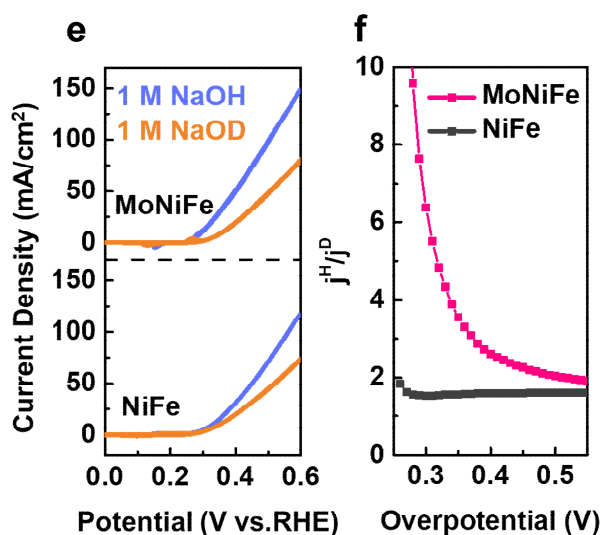 e
150
1 M NaOH
1 M NaOD
100
50
MoNiFe
0
150
100
50
NiFe
0
0.0 0.2 0.4 0.6
Potential (V vs.RHE)
Current Density (mA/cm²)
f
10
MoNiFe
NiFe
8
6
4
2
0
0.3 0.4 0.5
Overpotential (V)
jᴴ/jᴰ